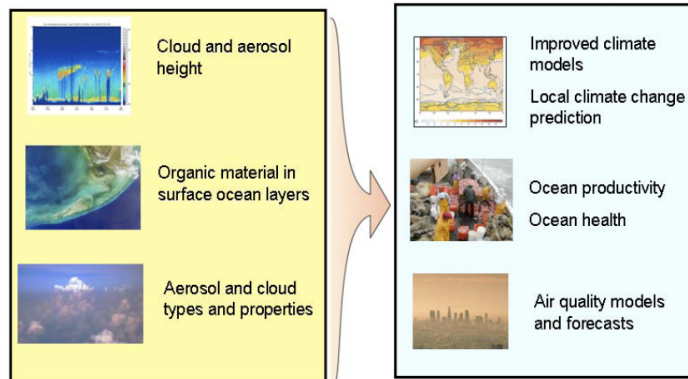 Cloud and aerosol
height
Organic material in
surface ocean layers
Aerosol and cloud
types and properties
Improved climate
models
Local climate change
prediction
Ocean productivity
Ocean health
Air quality models
and forecasts